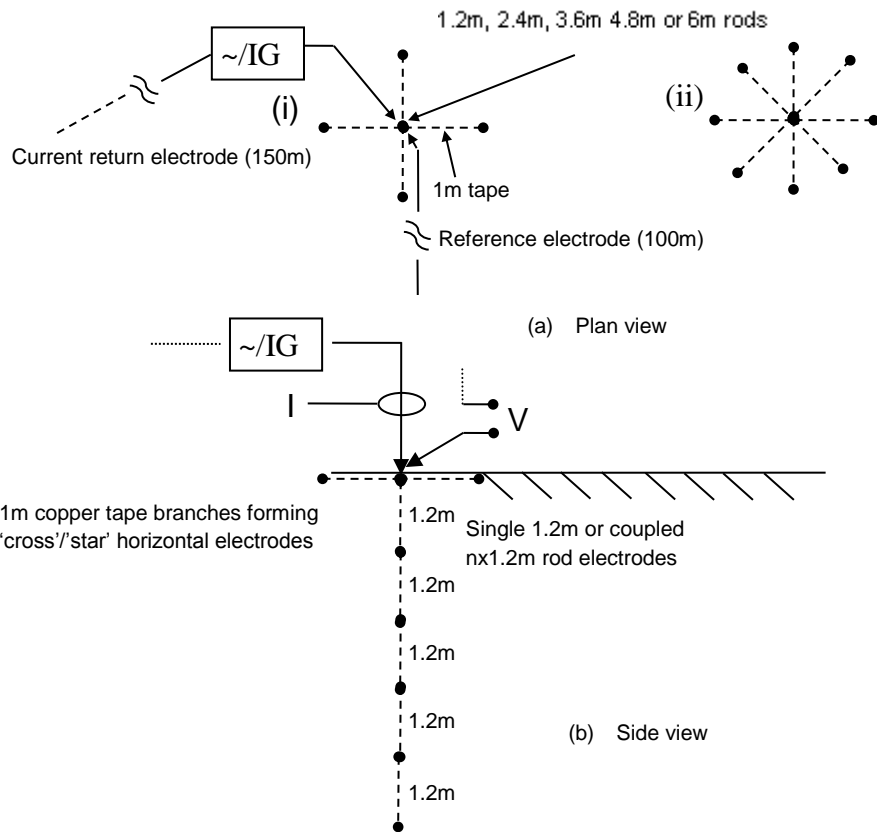 1.2m, 2.4m, 3.6m 4.8m or 6m rods
~/IG
(i)
(ii)
Current return electrode (150m)
1m tape
Reference electrode (100m)
(a) Plan view
~/IG
I
V
1m copper tape branches forming
'cross'/'star' horizontal electrodes
1.2m
Single 1.2m or coupled
nx1.2m rod electrodes
1.2m
1.2m
1.2m
(b) Side view
1.2m